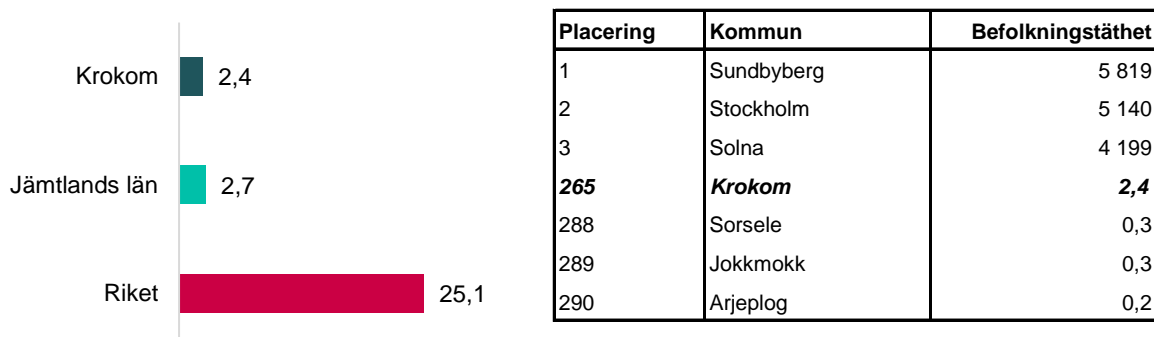 Krokom 2,4
Jämtlands län 2,7
Riket 25,1
Placering Kommun Befolkningstäthet
1 Sundbyberg 5 819
2 Stockholm 5 140
3 Solna 4 199
265 Krokom 2,4
288 Sorsele 0,3
289 Jokkmokk 0,3
290 Arjeplog 0,2